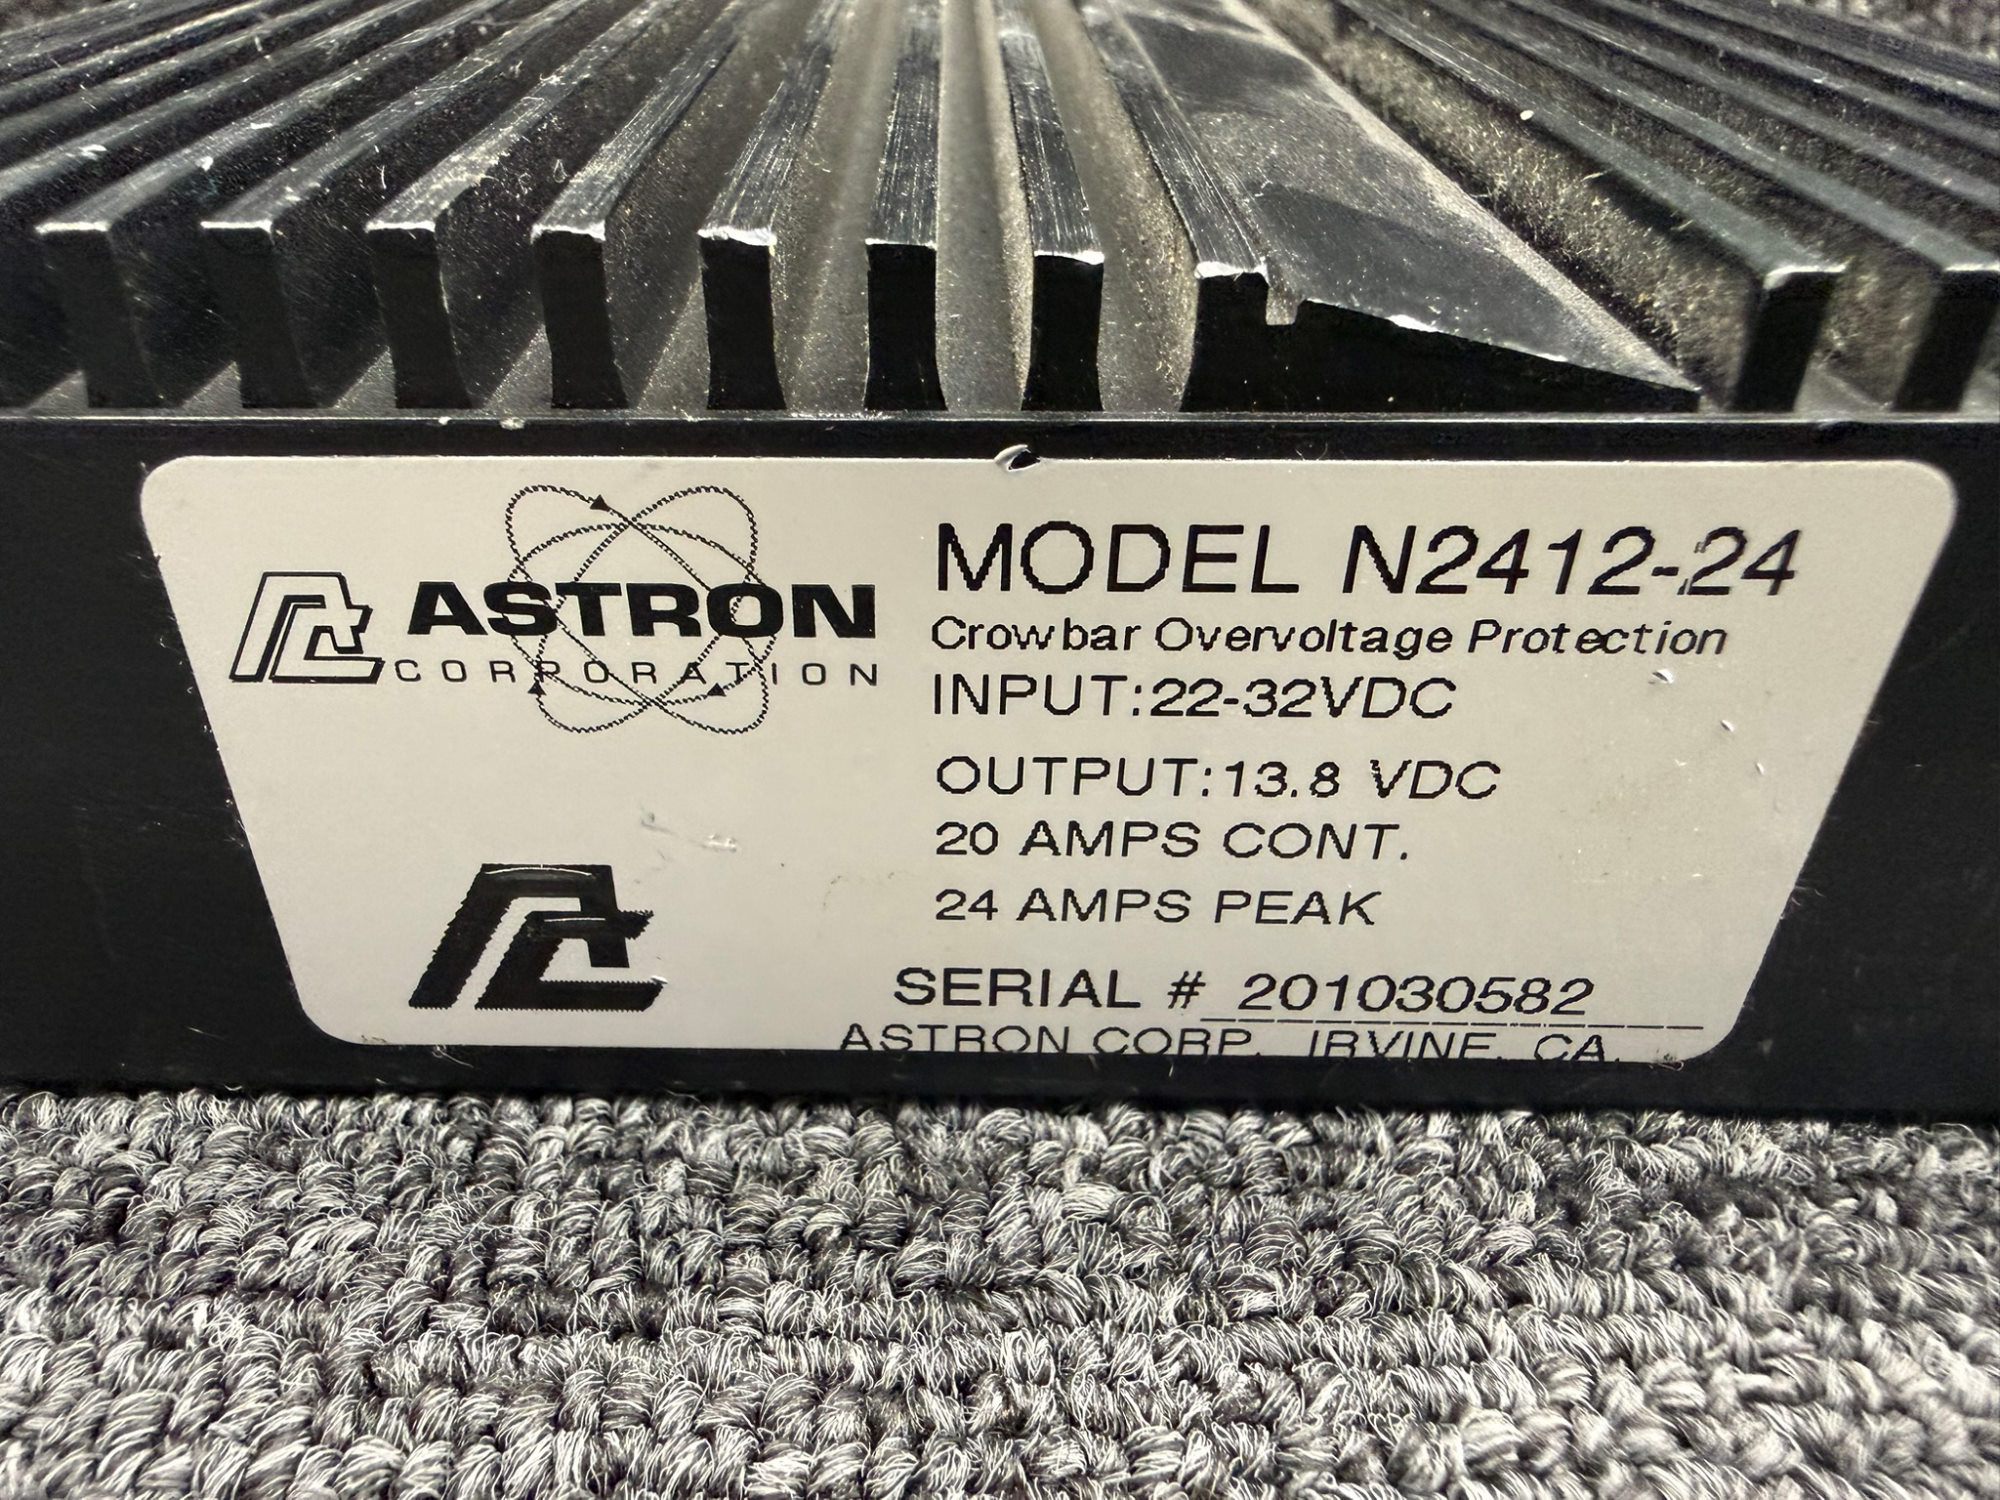 ASTRON
CORPORATION
MODEL N2412-24
Crowbar Overvoltage Protection
INPUT:22-32VDC
OUTPUT:13.8 VDC
20 AMPS CONT.
24 AMPS PEAK
SERIAL # 201030582
ASTRON CORP. IRVINE, CA.